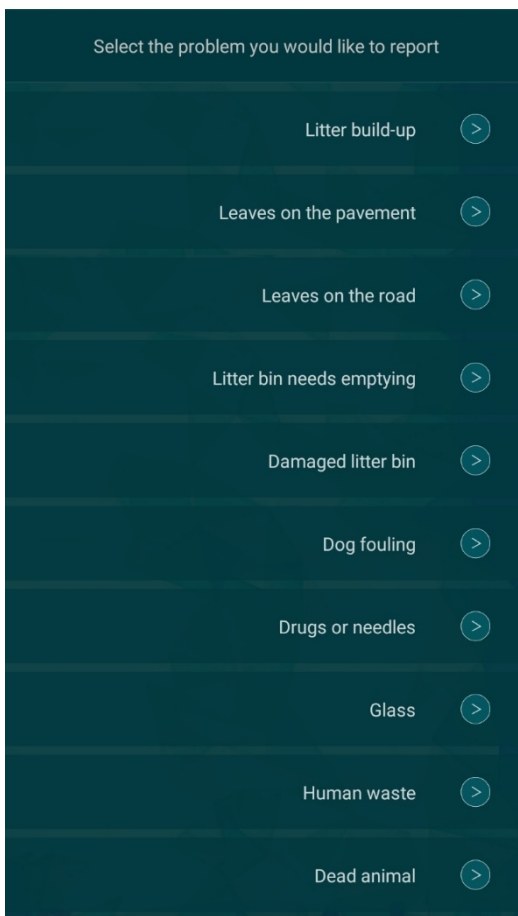 Select the problem you would like to report
Litter build-up
Leaves on the pavement
Leaves on the road
Litter bin needs emptying
Damaged litter bin
Dog fouling
Drugs or needles
Glass
Human waste
Dead animal